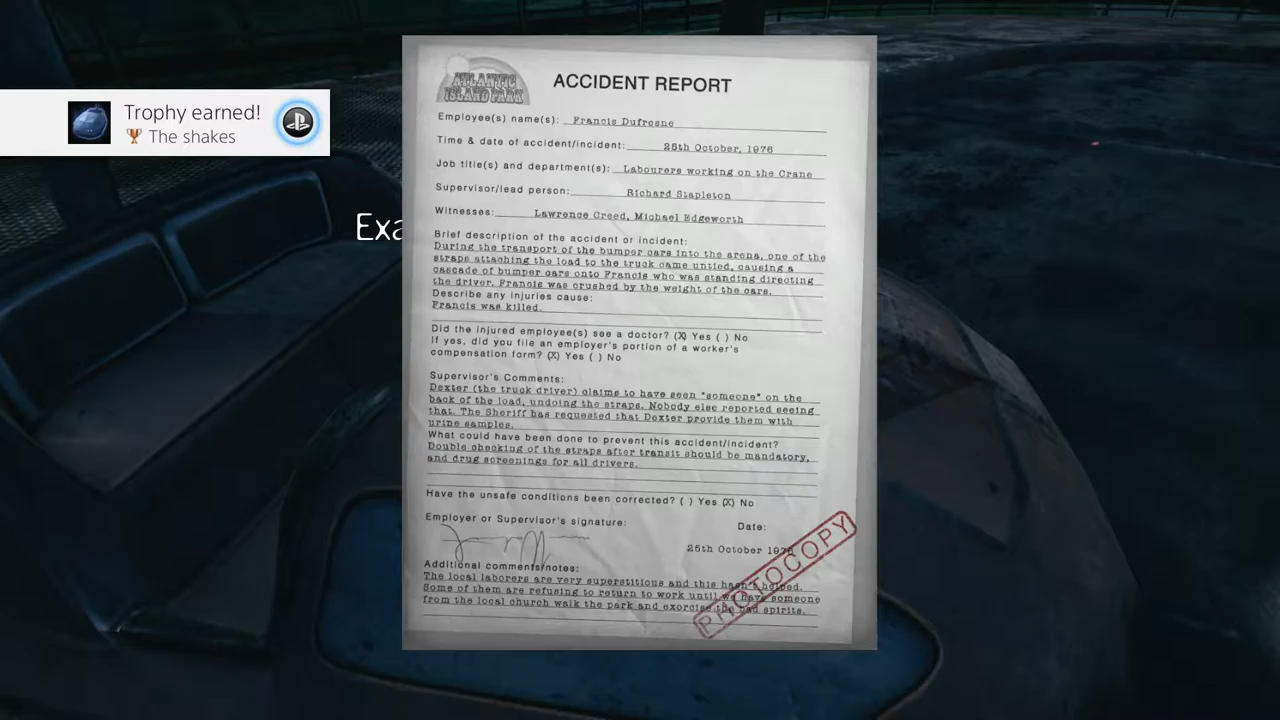 Trophy earned!
The shakes
Exa
ATLANTIC
ISLAND PARK
ACCIDENT REPORT
Employee(s) name(s): Francis Dufresne
Time & date of accident/incident: 25th October, 1976
Job title(s) and department(s): Labourers working on the Crane
Supervisor/lead person: Richard Stapleton
Witnesses: Lawrence Creed, Michael Edgeworth
Brief description of the accident or incident:
During the transport of the bumper cars into the arena, one of the
straps attaching the load to the truck came untied, causing a
cascade of bumper cars onto Francis who was standing directing
the driver. Francis was crushed by the weight of the cars.
Describe any injuries cause:
Francis was killed.
Did the injured employee(s) see a doctor? (X) Yes ( ) No
If yes, did you file an employer's portion of a worker's
compensation form? (X) Yes ( ) No
Supervisor's Comments:
Dexter (the truck driver) claims to have seen "someone" on the
back of the load, undoing the straps. Nobody else reported seeing
that. The Sheriff has requested that Dexter provide them with
urine samples.
What could have been done to prevent this accident/incident?
Double checking of the straps after transit should be mandatory,
and drug screenings for all drivers.
Have the unsafe conditions been corrected? ( ) Yes (X) No
Employer or Supervisor's signature:
Date:
25th October 1976
Additional comments/notes:
The local laborers are very superstitious and this hasn't helped.
Some of them are refusing to return to work until we have someone
from the local church walk the park and exorcise the bad spirits.
PHOTOCOPY